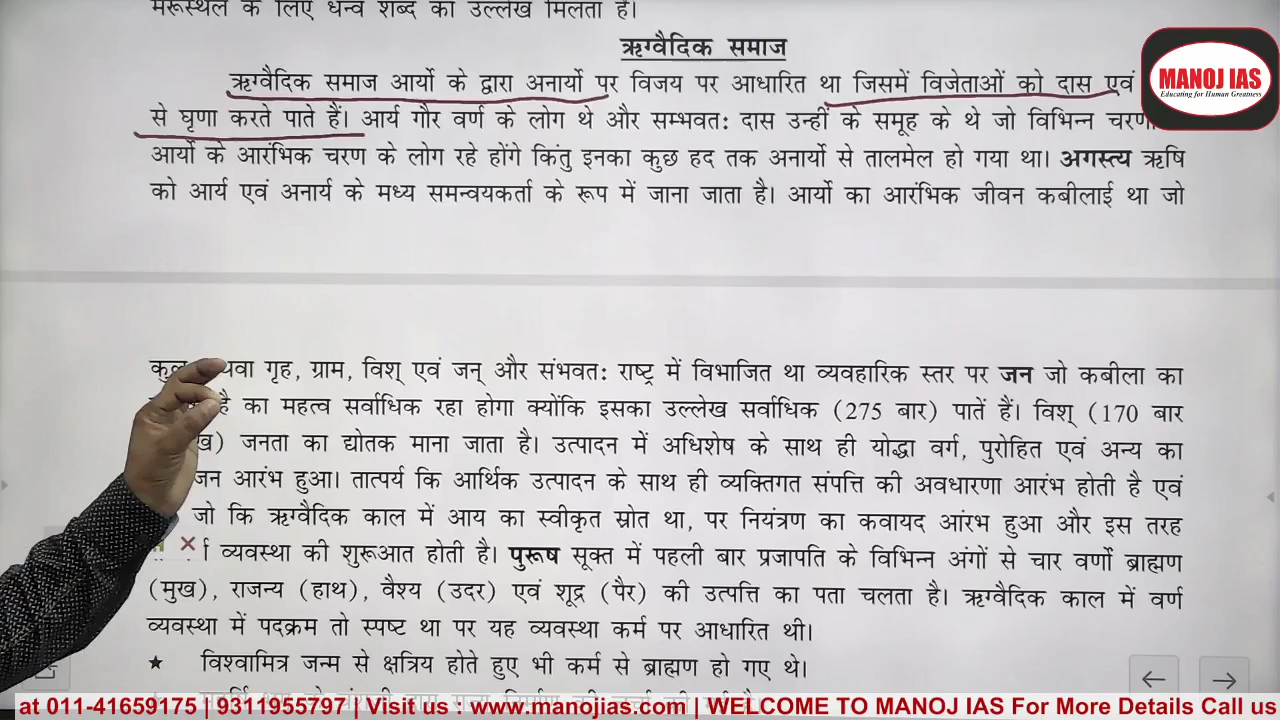 मरूस्थल के लिए धन्व शब्द का उल्लेख मिलता है।
ऋग्वैदिक समाज
ऋग्वैदिक समाज आर्यो के द्वारा अनार्यो पर विजय पर आधारित था जिसमें विजेताओं को दास एवं
से घृणा करते पाते हैं। आर्य गौर वर्ण के लोग थे और सम्भवत: दास उन्हीं के समूह के थे जो विभिन्न
आर्यो के आरंभिक चरण के लोग रहे होंगे किंतु इनका कुछ हद तक अनार्यो से तालमेल हो गया था। अगस्त्य ऋषि
को आर्य एवं अनार्य के मध्य समन्वयकर्ता के रूप में जाना जाता है। आर्यो का आरंभिक जीवन कबीलाई था जो
MANOJ IAS
Educating for Human Greatness
गृह, ग्राम, विश् एवं जन् और संभवत: राष्ट्र में विभाजित था व्यवहारिक स्तर पर जन जो कबीला का
है का महत्व सर्वाधिक रहा होगा क्योंकि इसका उल्लेख सर्वाधिक (275 बार) पातें हैं। विश् (170 बार
जनता का द्योतक माना जाता है। उत्पादन में अधिशेष के साथ ही योद्धा वर्ग, पुरोहित एवं अन्य का
आरंभ हुआ। तात्पर्य कि आर्थिक उत्पादन के साथ ही व्यक्तिगत संपत्ति की अवधारणा आरंभ होती है एवं
जो कि ऋग्वैदिक काल में आय का स्वीकृत स्रोत था, पर नियंत्रण का कवायद आंरभ हुआ और इस तरह
व्यवस्था की शुरूआत होती है। पुरूष सूक्त में पहली बार प्रजापति के विभिन्न अंगों से चार वर्णो ब्राह्मण
(मुख), राजन्य (हाथ), वैश्य (उदर) एवं शूद्र (पैर) की उत्पत्ति का पता चलता है। ऋग्वैदिक काल में वर्ण
व्यवस्था में पदक्रम तो स्पष्ट था पर यह व्यवस्था कर्म पर आधारित थी।
★ विश्वामित्र जन्म से क्षत्रिय होते हुए भी कर्म से ब्राह्मण हो गए थे।
at 011-41659175 | 9311955797 | Visit us : www.manojias.com | WELCOME TO MANOJ IAS For More Details Call us